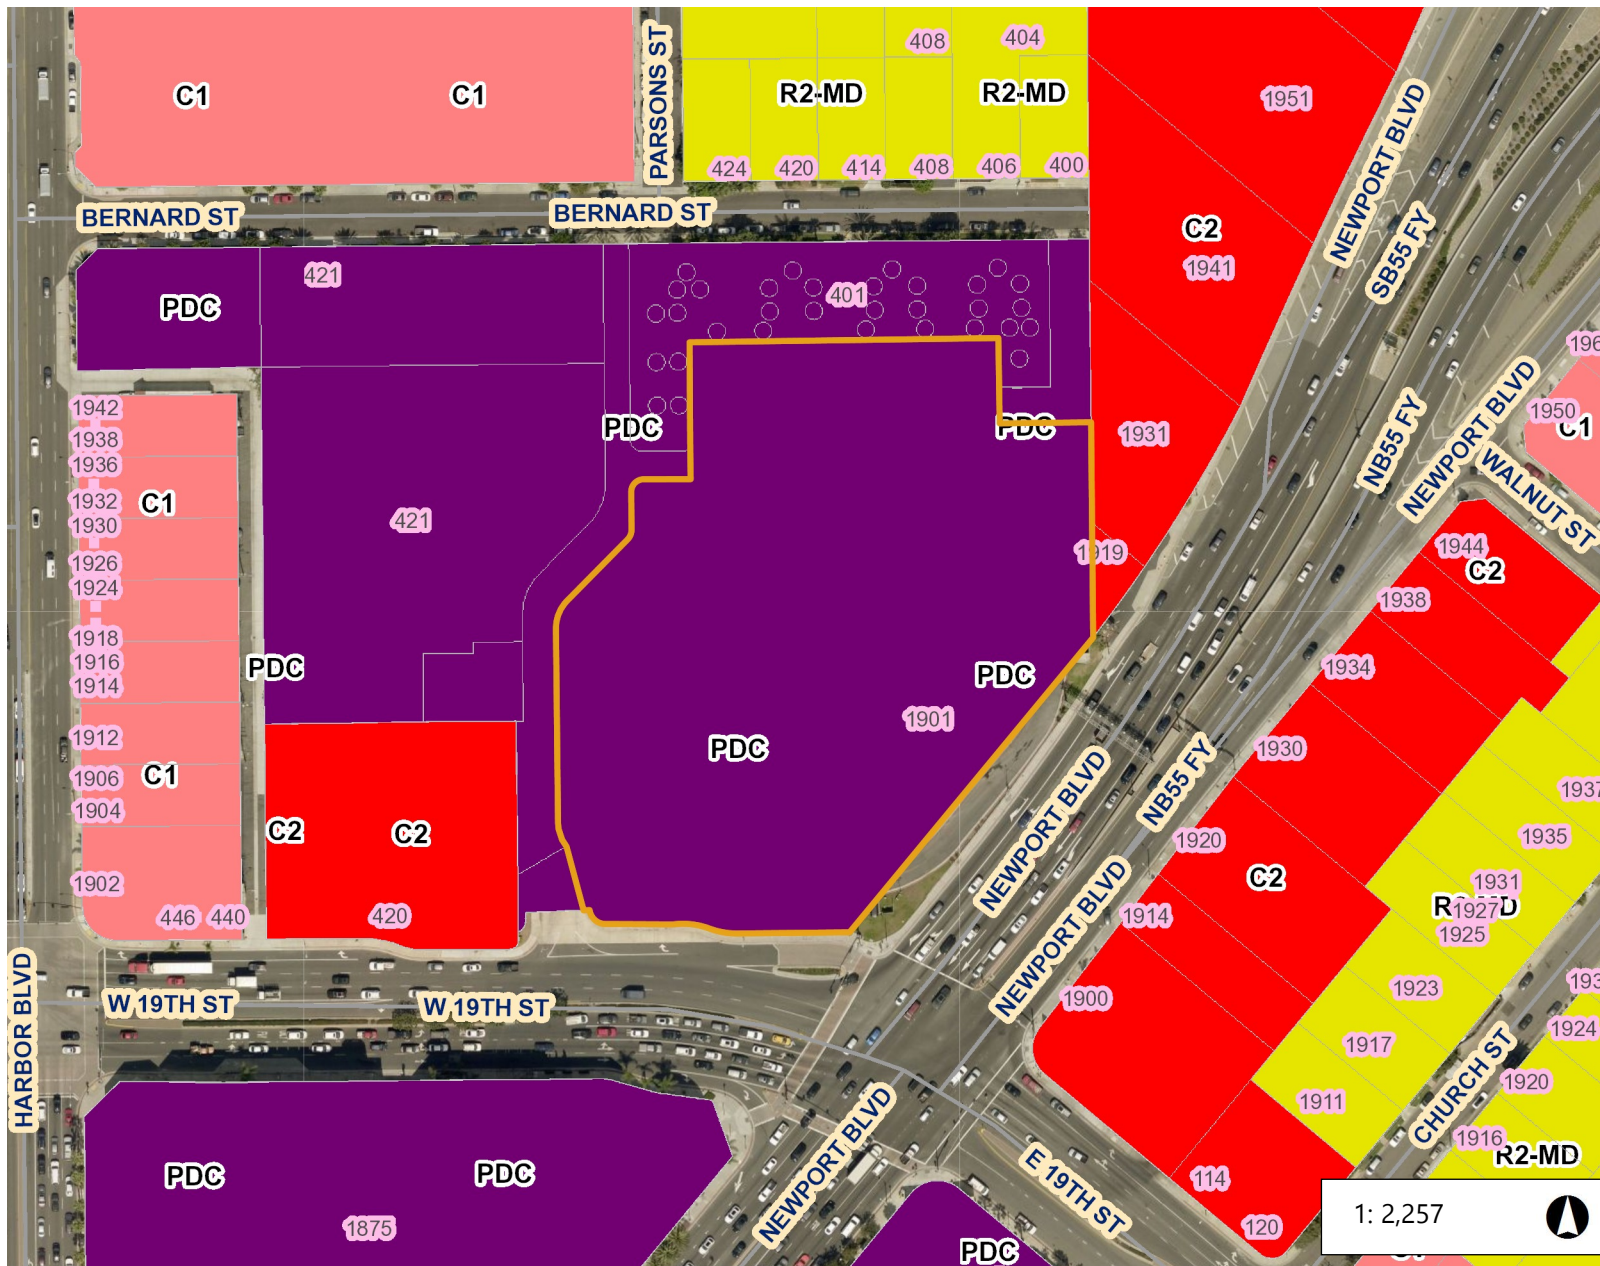 PARSONS ST
408
404
C1
C1
R2-MD
R2-MD
1951
424
420
414
408
406
400
NEWPORT BLVD
BERNARD ST
BERNARD ST
C2
1941
SB55 FY
421
401
PDC
1942
1938
1936
1932
1930
1926
1924
1918
1916
1914
1912
1906
1904
1902
C1
C1
PDC
PDC
1931
1919
NB55 FY
NEWPORT BLVD
1950
C1
WALNUT ST
421
1944
C2
1938
1934
1930
PDC
PDC
1901
PDC
C2
C2
NEWPORT BLVD
NB55 FY
1920
1935
C2
1931
1927
1925
446
440
420
1914
NEWPORT BLVD
HARBOR BLVD
W 19TH ST
W 19TH ST
1900
1923
1924
1917
1920
1911
CHURCH ST
1916
R2-MD
NEWPORT BLVD
E 19TH ST
PDC
PDC
1875
114
120
PDC
1: 2,257